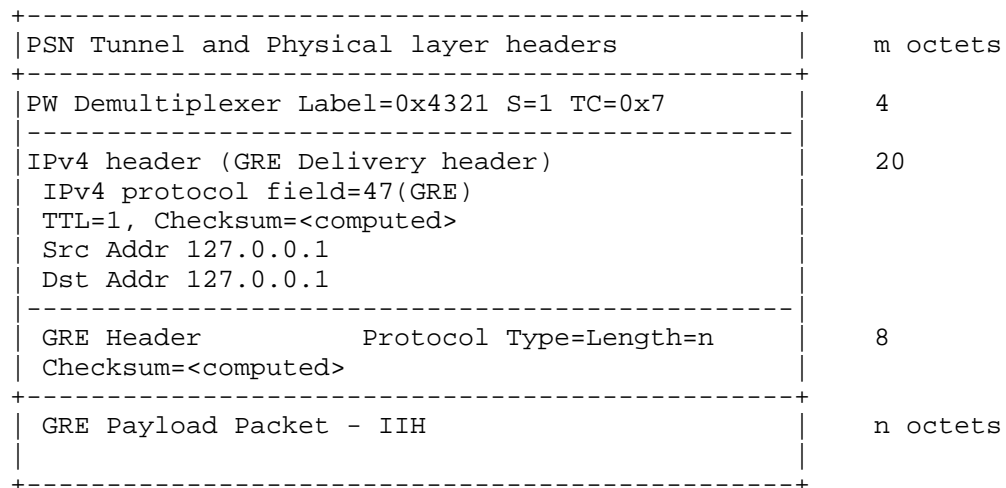 +------------------------------------------------+
|PSN Tunnel and Physical layer headers           |    m octets
+------------------------------------------------+
|PW Demultiplexer Label=0x4321 S=1 TC=0x7        |    4
|------------------------------------------------|
|IPv4 header (GRE Delivery header)               |    20
| IPv4 protocol field=47(GRE)                    |
| TTL=1, Checksum=<computed>                     |
| Src Addr 127.0.0.1                             |
| Dst Addr 127.0.0.1                             |
|------------------------------------------------|
| GRE Header          Protocol Type=Length=n     |    8
| Checksum=<computed>                            |
+------------------------------------------------+
| GRE Payload Packet - IIH                       |    n octets
|                                                |
+------------------------------------------------+